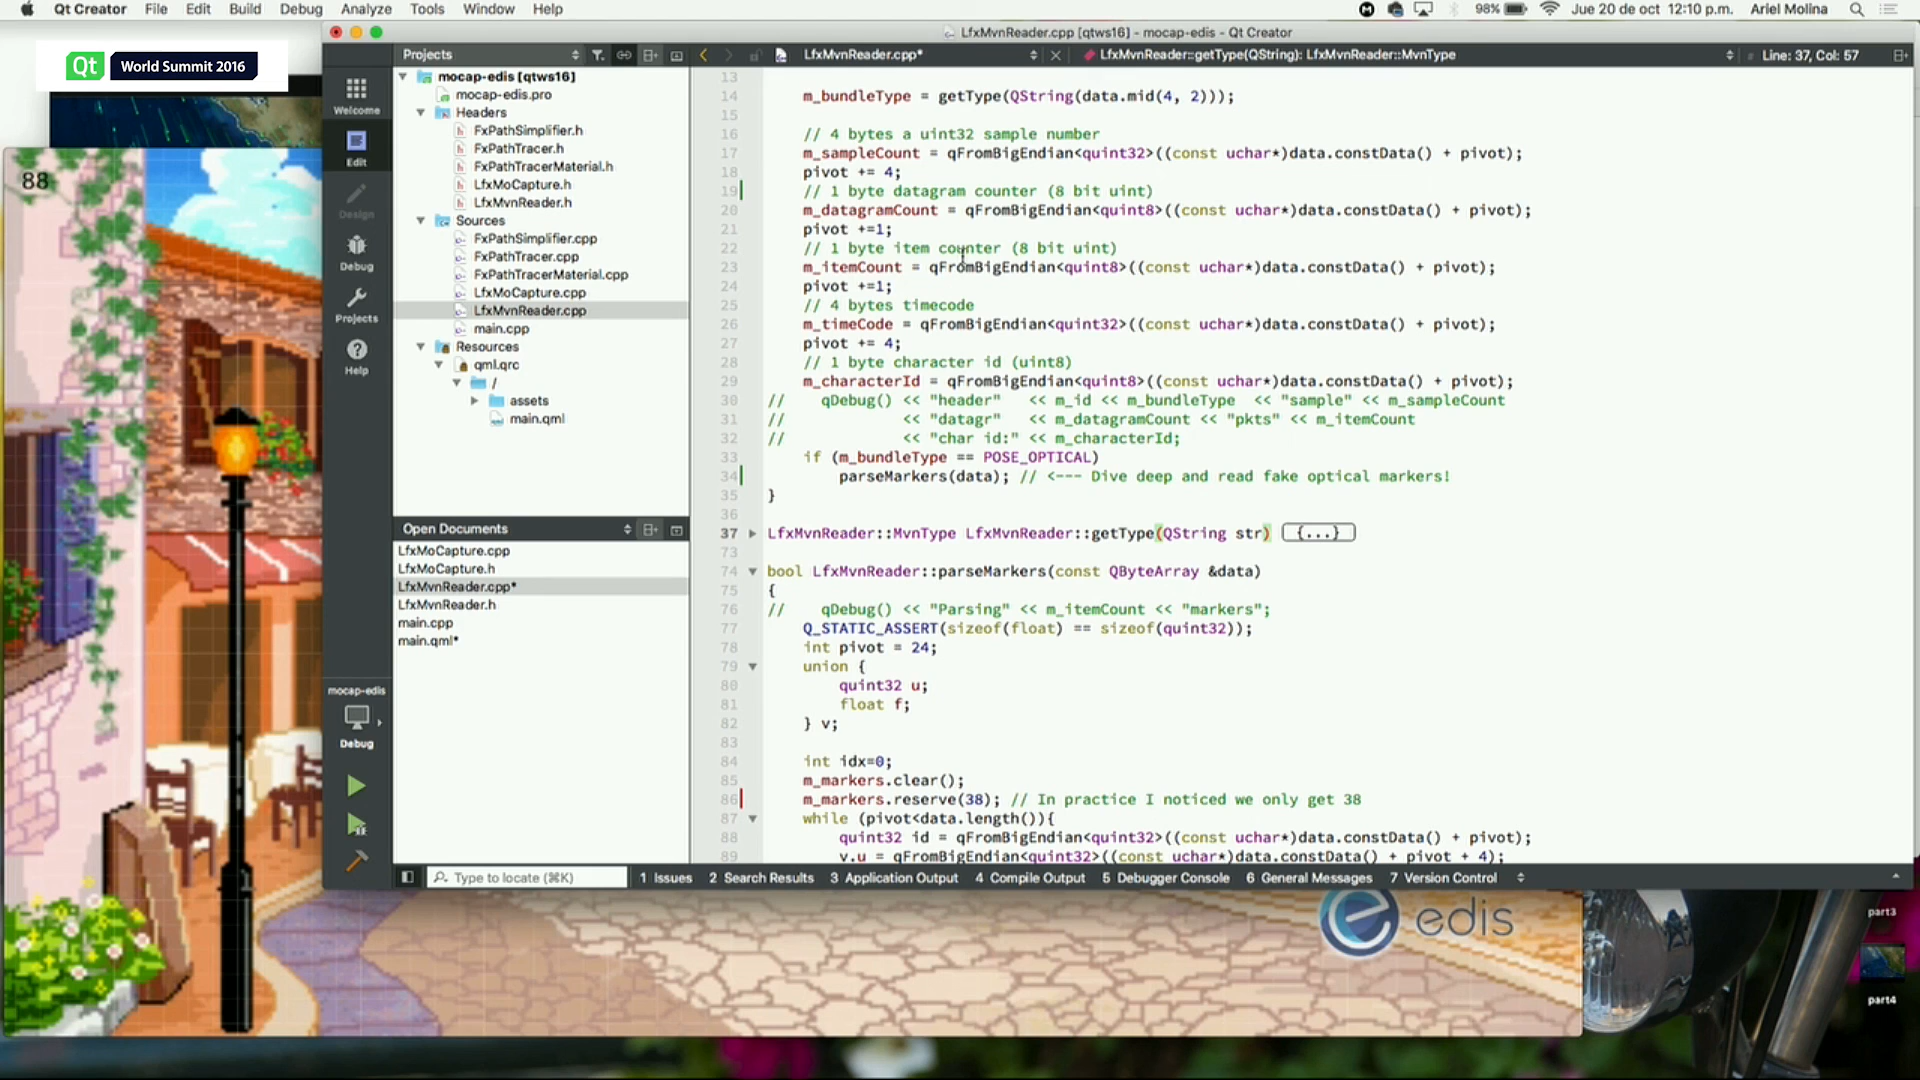 Qt Creator File Edit Build Debug Analyze Tools Window Help
98% Jue 20 de oct 12:10 p.m. Ariel Molina
Qt World Summit 2016
LfxMvnReader.cpp [qtws16] - mocap-edis - Qt Creator
Projects
LfxMvnReader.cpp*
LfxMvnReader::getType(QString): LfxMvnReader::MvnType
Line: 37, Col: 57
88
Welcome
Edit
Design
Debug
Projects
Help
mocap-edis
Debug
mocap-edis [qtws16]
mocap-edis.pro
Headers
FxPathSimplifier.h
FxPathTracer.h
FxPathTracerMaterial.h
LfxMoCapture.h
LfxMvnReader.h
Sources
FxPathSimplifier.cpp
FxPathTracer.cpp
FxPathTracerMaterial.cpp
LfxMoCapture.cpp
LfxMvnReader.cpp
main.cpp
Resources
qml.qrc
/
assets
main.qml
Open Documents
LfxMoCapture.cpp
LfxMoCapture.h
LfxMvnReader.cpp*
LfxMvnReader.h
main.cpp
main.qml*
13
14 m_bundleType = getType(QString(data.mid(4, 2)));
15
16 // 4 bytes a uint32 sample number
17 m_sampleCount = qFromBigEndian<quint32>((const uchar*)data.constData() + pivot);
18 pivot += 4;
19 // 1 byte datagram counter (8 bit uint)
20 m_datagramCount = qFromBigEndian<quint8>((const uchar*)data.constData() + pivot);
21 pivot +=1;
22 // 1 byte item counter (8 bit uint)
23 m_itemCount = qFromBigEndian<quint8>((const uchar*)data.constData() + pivot);
24 pivot +=1;
25 // 4 bytes timecode
26 m_timeCode = qFromBigEndian<quint32>((const uchar*)data.constData() + pivot);
27 pivot += 4;
28 // 1 byte character id (uint8)
29 m_characterId = qFromBigEndian<quint8>((const uchar*)data.constData() + pivot);
30 // qDebug() << "header" << m_id << m_bundleType << "sample" << m_sampleCount
31 // << "datagr" << m_datagramCount << "pkts" << m_itemCount
32 // << "char id:" << m_characterId;
33 if (m_bundleType == POSE_OPTICAL)
34 parseMarkers(data); // <--- Dive deep and read fake optical markers!
35 }
36
37 LfxMvnReader::MvnType LfxMvnReader::getType(QString str) {...}
73
74 bool LfxMvnReader::parseMarkers(const QByteArray &data)
75 {
76 // qDebug() << "Parsing" << m_itemCount << "markers";
77 Q_STATIC_ASSERT(sizeof(float) == sizeof(quint32));
78 int pivot = 24;
79 union {
80 quint32 u;
81 float f;
82 } v;
83
84 int idx=0;
85 m_markers.clear();
86 m_markers.reserve(38); // In practice I noticed we only get 38
87 while (pivot<data.length()){
88 quint32 id = qFromBigEndian<quint32>((const uchar*)data.constData() + pivot);
89 v.u = qFromBigEndian<quint32>((const uchar*)data.constData() + pivot + 4);
Type to locate (⌘K) 1 Issues 2 Search Results 3 Application Output 4 Compile Output 5 Debugger Console 6 General Messages 7 Version Control
edis
part3
part4